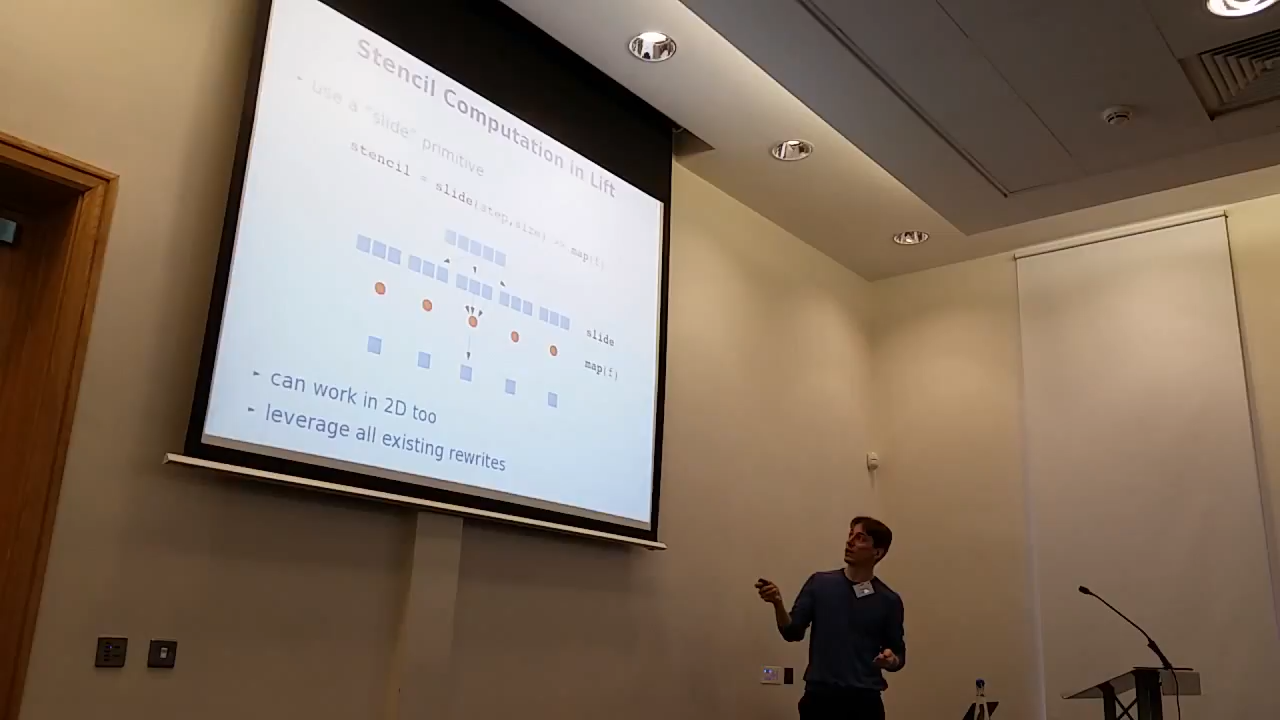 Stencil Computation in Lift
‣ use a "slide" primitive
stencil = slide(step,size) >> map(f)
slide
map(f)
‣ can work in 2D too
‣ leverage all existing rewrites